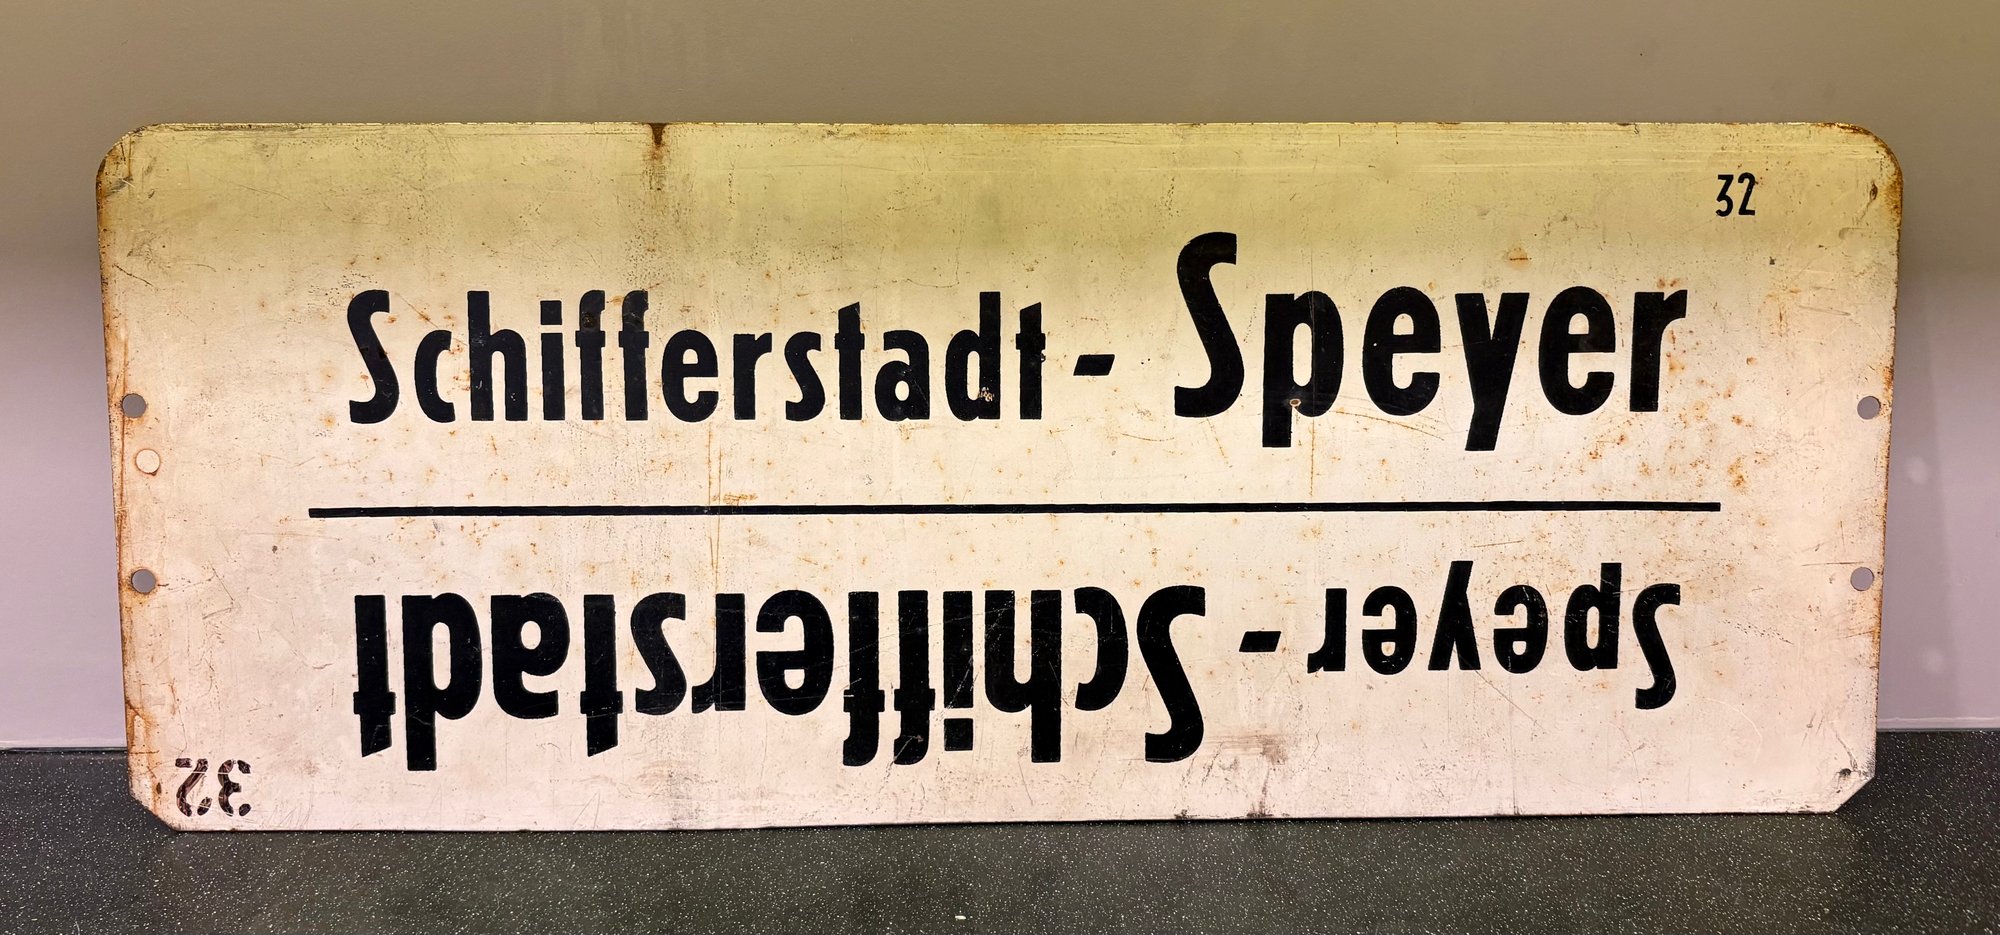 32
Schifferstadt - Speyer
Speyer - Schifferstadt
32